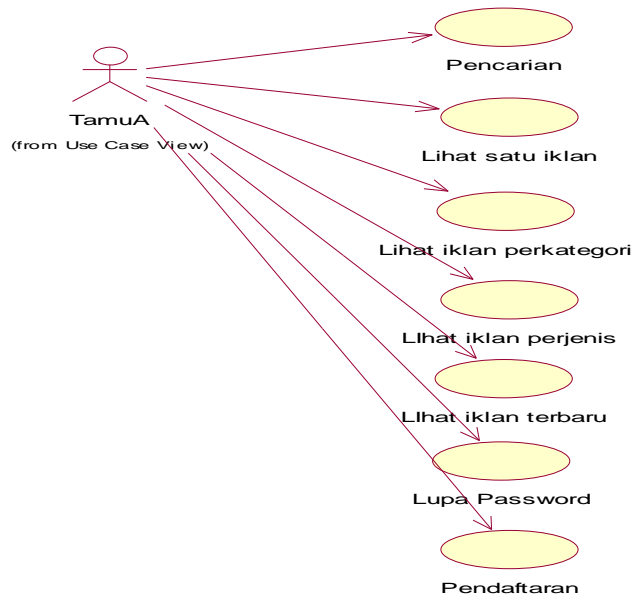 Pencarian
TamuA
(from Use Case View)
Lihat satu iklan
Lihat iklan perkategori
LIhat iklan perjenis
LIhat iklan terbaru
Lupa Password
Pendaftaran